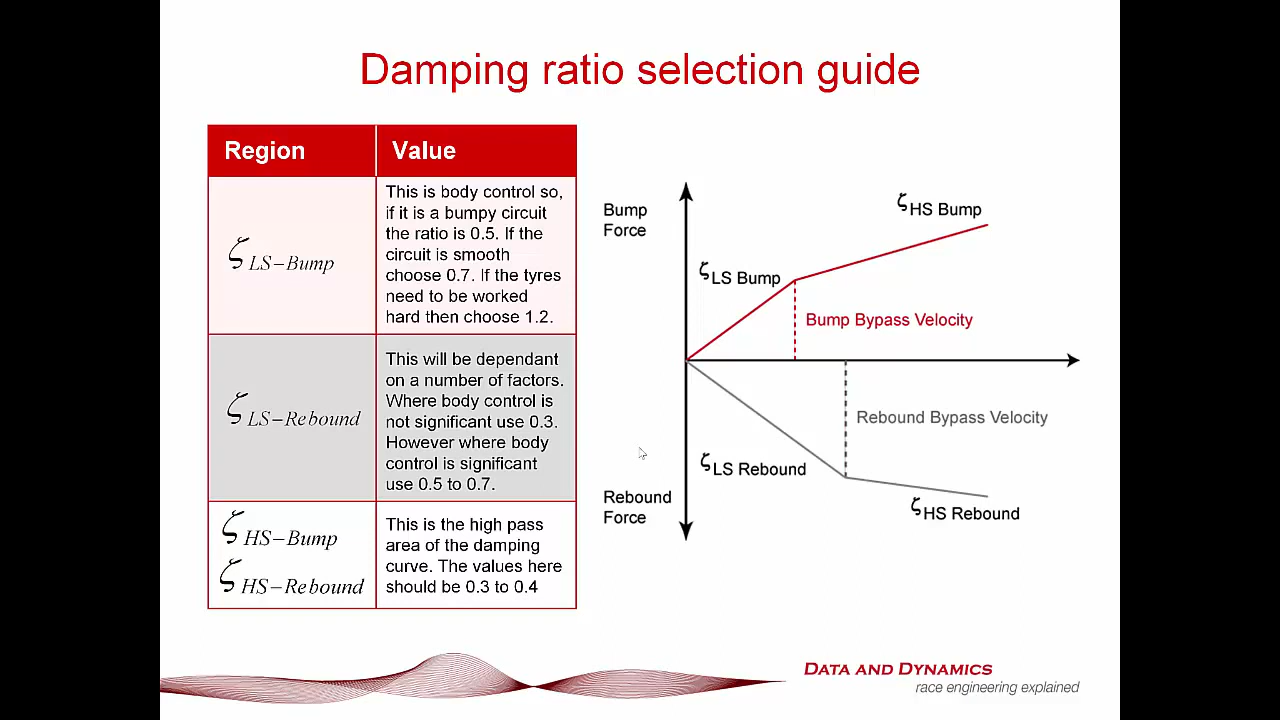 Damping ratio selection guide
Region
Value
ζ LS−Bump
This is body control so,
if it is a bumpy circuit
the ratio is 0.5. If the
circuit is smooth
choose 0.7. If the tyres
need to be worked
hard then choose 1.2.
ζ LS−Rebound
This will be dependant
on a number of factors.
Where body control is
not significant use 0.3.
However where body
control is significant
use 0.5 to 0.7.
ζ HS−Bump
ζ HS−Rebound
This is the high pass
area of the damping
curve. The values here
should be 0.3 to 0.4
Bump
Force
ζ HS Bump
ζ LS Bump
Bump Bypass Velocity
Rebound Bypass Velocity
ζ LS Rebound
Rebound
Force
ζ HS Rebound
DATA AND DYNAMICS
race engineering explained